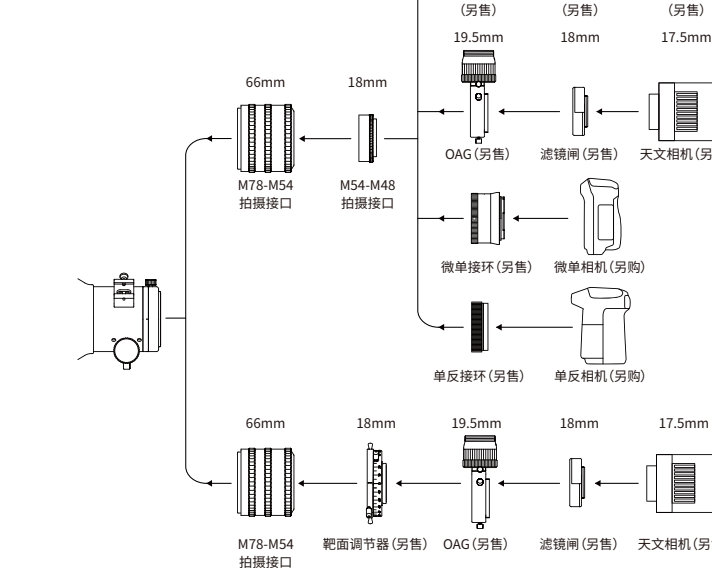 （另售）
（另售）
（另售）
19.5mm
18mm
17.5mm
66mm
18mm
OAG（另售）
滤镜闸（另售）
天文相机（另
M78-M54
拍摄接口
M54-M48
拍摄接口
微单接环（另售）
微单相机（另购）
单反接环（另售）
单反相机（另购）
66mm
18mm
19.5mm
18mm
17.5mm
M78-M54
拍摄接口
靶面调节器（另售）
OAG（另售）
滤镜闸（另售）
天文相机（另